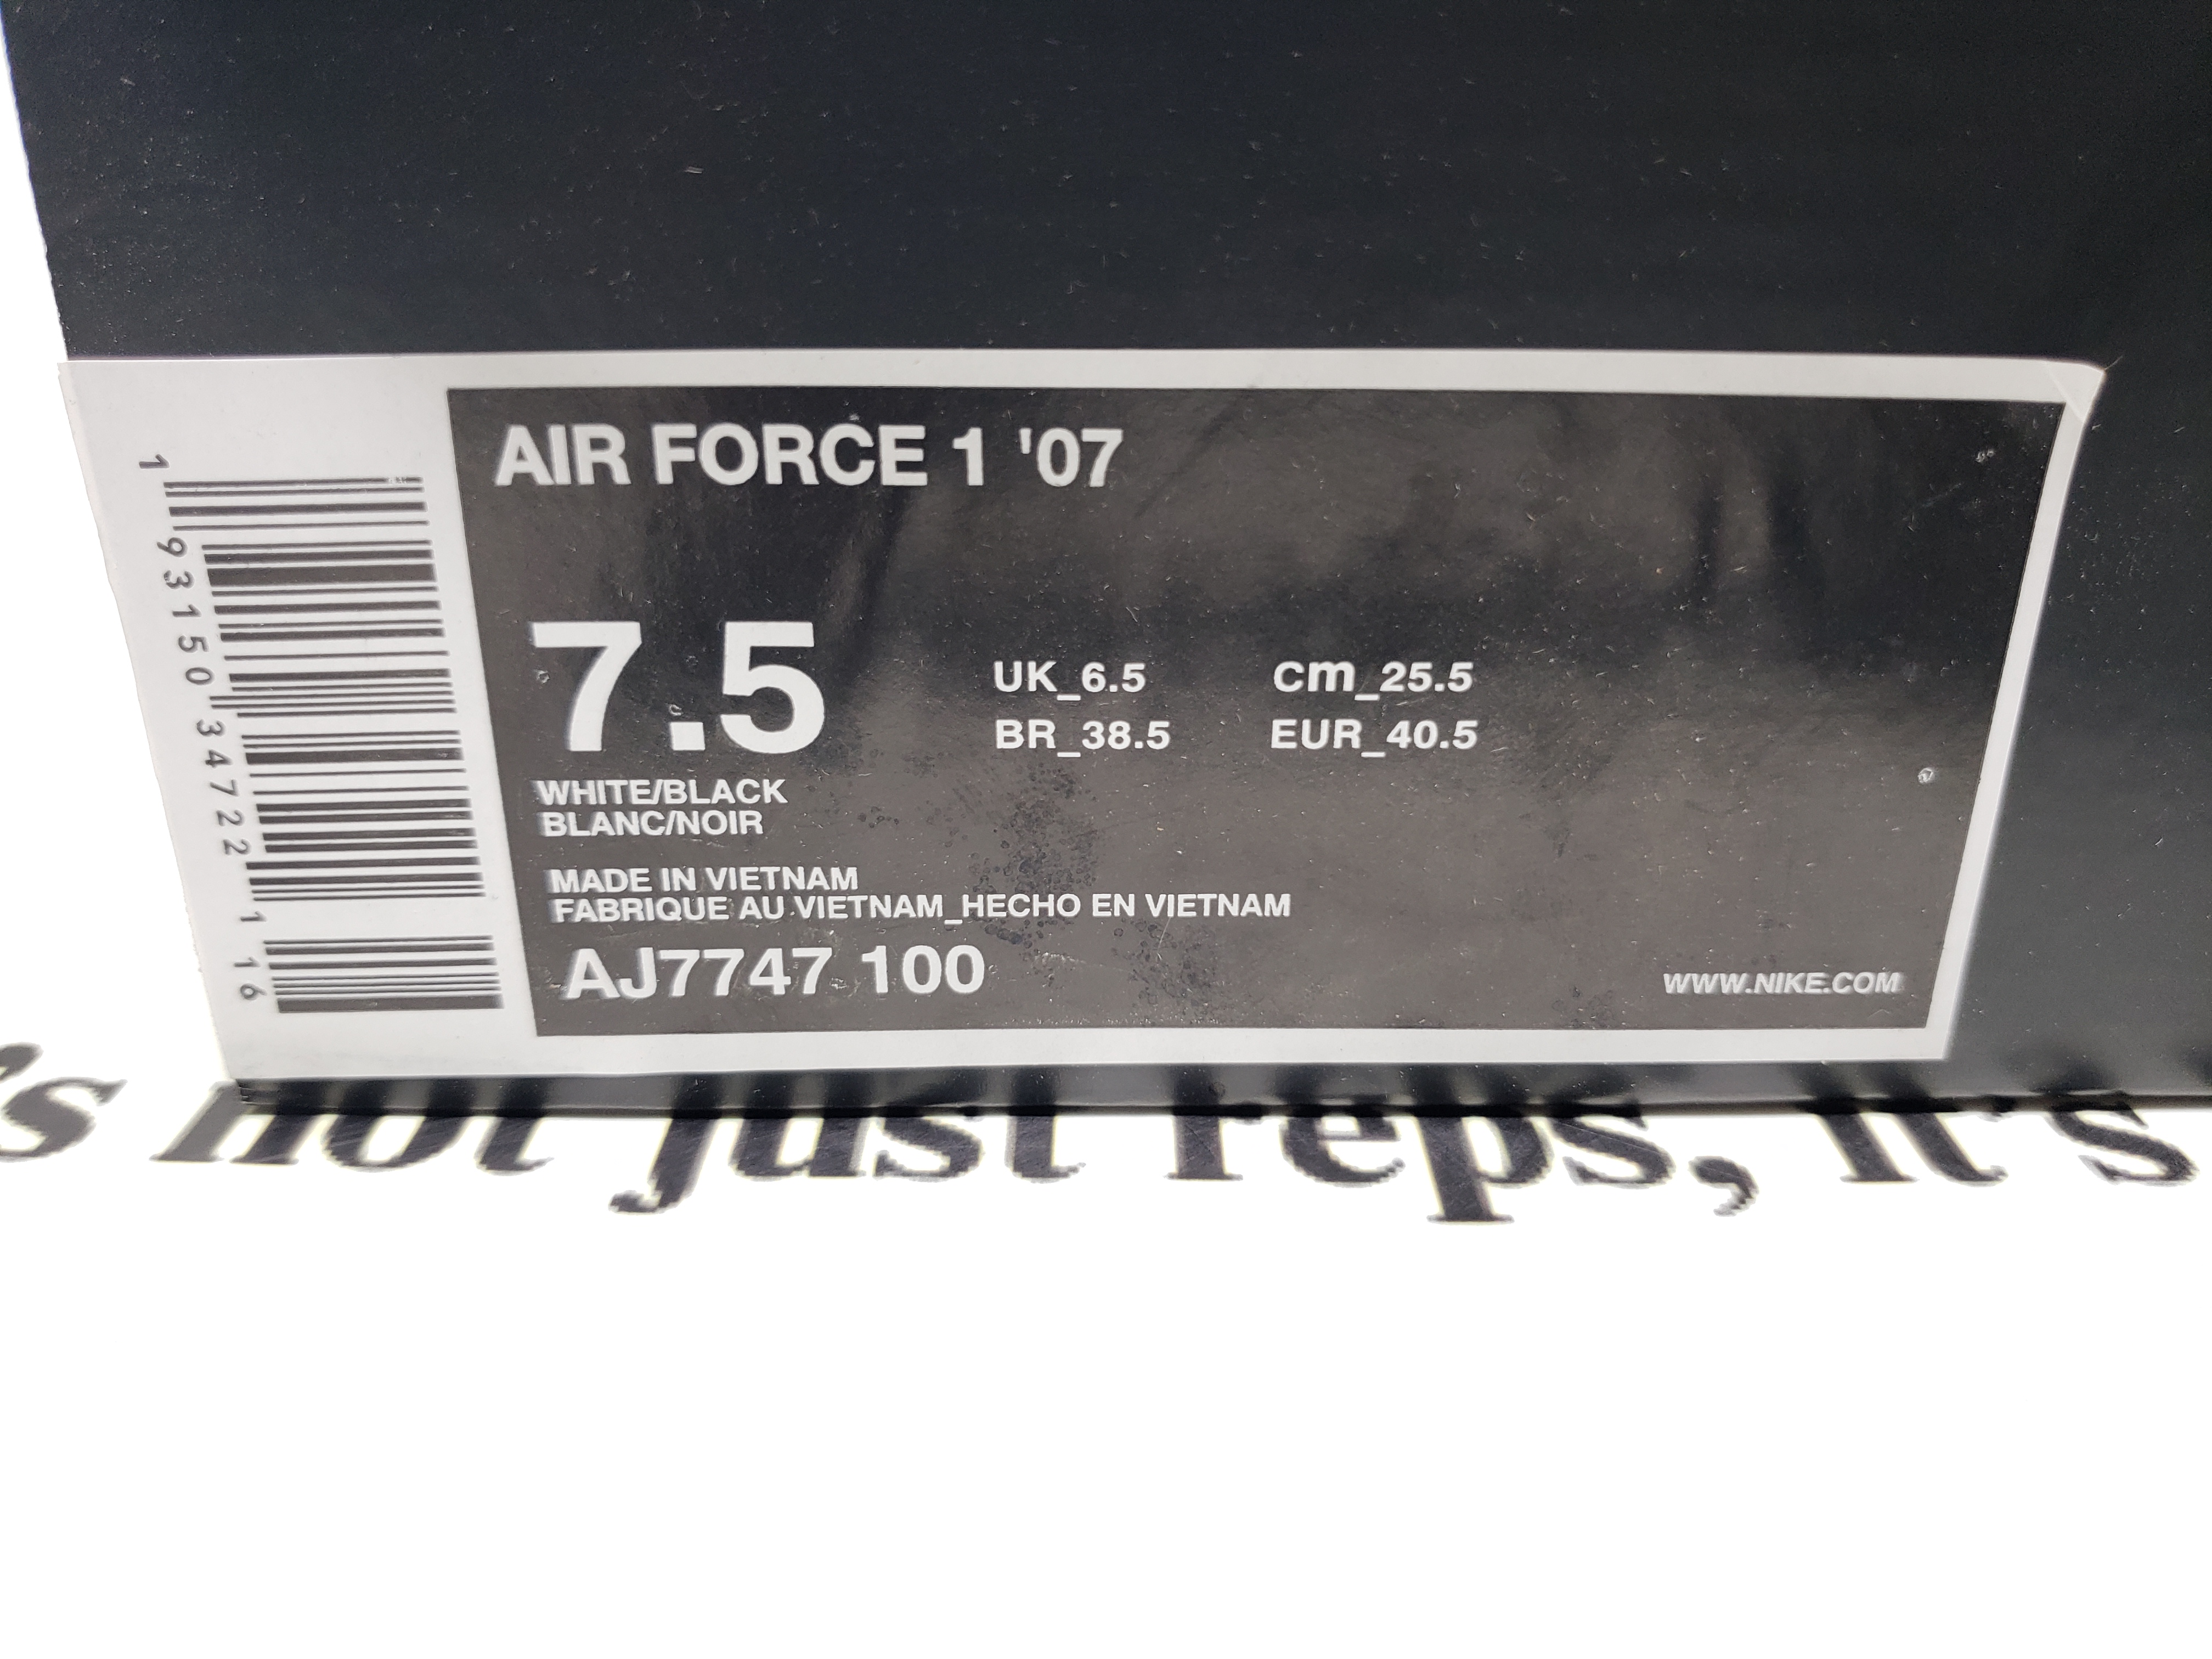 AIR FORCE 1 '07
7.5
UK_6.5 cm_25.5
BR_38.5 EUR_40.5
WHITE/BLACK
BLANC/NOIR
MADE IN VIETNAM
FABRIQUE AU VIETNAM_HECHO EN VIETNAM
AJ7747 100
WWW.NIKE.COM
1 93150 34722 1 16
's not just reps, it's